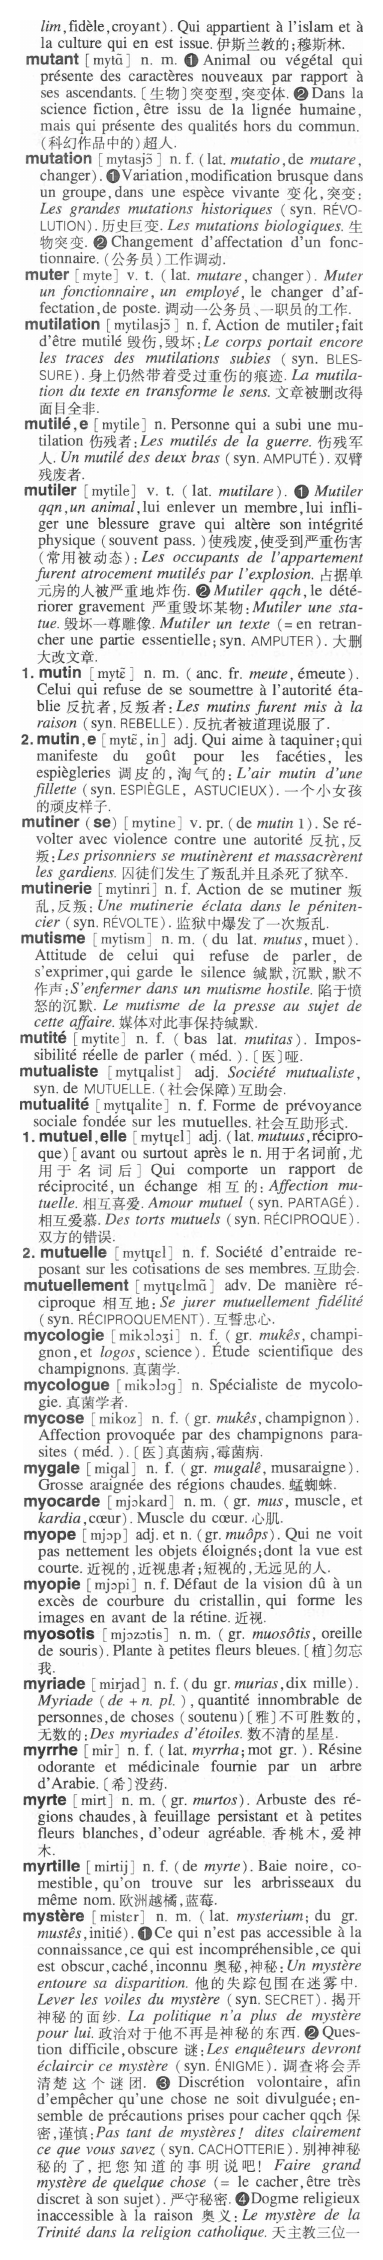 lim, fidèle, croyant). Qui appartient à l'islam et à
la culture qui en est issue. 伊斯兰教的;穆斯林.
mutant [mytɑ̃] n. m. ❶ Animal ou végétal qui
présente des caractères nouveaux par rapport à
ses ascendants. 〔生物〕突变型,突变体. ❷ Dans la
science fiction, être issu de la lignée humaine,
mais qui présente des qualités hors du commun.
(科幻作品中的)超人.
mutation [mytasjɔ̃] n. f. (lat. mutatio, de mutare,
changer). ❶ Variation, modification brusque dans
un groupe, dans une espèce vivante 变化,突变:
Les grandes mutations historiques (syn. RÉVO-
LUTION). 历史巨变. Les mutations biologiques. 生
物突变. ❷ Changement d'affectation d'un fonc-
tionnaire. (公务员)工作调动.
muter [myte] v. t. (lat. mutare, changer). Muter
un fonctionnaire, un employé, le changer d'af-
fectation, de poste. 调动一公务员、一职员的工作.
mutilation [mytilasjɔ̃] n. f. Action de mutiler; fait
d'être mutilé 毁伤,毁坏: Le corps portait encore
les traces des mutilations subies (syn. BLES-
SURE). 身上仍然带着受过重伤的痕迹. La mutila-
tion du texte en transforme le sens. 文章被删改得
面目全非.
mutilé, e [mytile] n. Personne qui a subi une mu-
tilation 伤残者: Les mutilés de la guerre. 伤残军
人. Un mutilé des deux bras (syn. AMPUTÉ). 双臂
残废者.
mutiler [mytile] v. t. (lat. mutilare). ❶ Mutiler
qqn, un animal, lui enlever un membre, lui infli-
ger une blessure grave qui altère son intégrité
physique (souvent pass.) 使残废,使受到严重伤害
(常用被动态): Les occupants de l'appartement
furent atrocement mutilés par l'explosion. 占据单
元房的人被严重地炸伤. ❷ Mutiler qqch, le dété-
riorer gravement 严重毁坏某物: Mutiler une sta-
tue. 毁坏一尊雕像. Mutiler un texte (= en retran-
cher une partie essentielle; syn. AMPUTER). 大删
大改文章.
1. mutin [mytɛ̃] n. m. (anc. fr. meute, émeute).
Celui qui refuse de se soumettre à l'autorité éta-
blie 反抗者,反叛者: Les mutins furent mis à la
raison (syn. REBELLE). 反抗者被道理说服了.
2. mutin, e [mytɛ̃, in] adj. Qui aime à taquiner; qui
manifeste du goût pour les facéties, les
espiègleries 调皮的,淘气的: L'air mutin d'une
fillette (syn. ESPIÈGLE, ASTUCIEUX). 一个小女孩
的顽皮样子.
mutiner (se) [mytine] v. pr. (de mutin 1). Se ré-
volter avec violence contre une autorité 反抗,反
叛: Les prisonniers se mutinèrent et massacrèrent
les gardiens. 囚徒们发生了叛乱并且杀死了狱卒.
mutinerie [mytinri] n. f. Action de se mutiner 叛
乱,反叛: Une mutinerie éclata dans le péniten-
cier (syn. RÉVOLTE). 监狱中爆发了一次叛乱.
mutisme [mytism] n. m. (du lat. mutus, muet).
Attitude de celui qui refuse de parler, de
s'exprimer, qui garde le silence 缄默,沉默,默不
作声: S'enfermer dans un mutisme hostile. 陷于愤
怒的沉默. Le mutisme de la presse au sujet de
cette affaire. 媒体对此事保持缄默.
mutité [mytite] n. f. (bas lat. mutitas). Impos-
sibilité réelle de parler (méd.). 〔医〕哑.
mutualiste [mytɥalist] adj. Société mutualiste,
syn. de MUTUELLE. (社会保障)互助会.
mutualité [mytɥalite] n. f. Forme de prévoyance
sociale fondée sur les mutuelles. 社会互助形式.
1. mutuel, elle [mytɥɛl] adj. (lat. mutuus, récipro-
que) [avant ou surtout après le n. 用于名词前,尤
用于名词后] Qui comporte un rapport de
réciprocité, un échange 相互的: Affection mu-
tuelle. 相互喜爱. Amour mutuel (syn. PARTAGÉ).
相互爱慕. Des torts mutuels (syn. RÉCIPROQUE).
双方的错误.
2. mutuelle [mytɥɛl] n. f. Société d'entraide re-
posant sur les cotisations de ses membres. 互助会.
mutuellement [mytɥɛlmɑ̃] adv. De manière ré-
ciproque 相互地: Se jurer mutuellement fidélité
(syn. RÉCIPROQUEMENT). 互誓忠心.
mycologie [mikɔlɔʒi] n. f. (gr. mukês, champi-
gnon, et logos, science). Étude scientifique des
champignons. 真菌学.
mycologue [mikɔlɔg] n. Spécialiste de mycolo-
gie. 真菌学者.
mycose [mikoz] n. f. (gr. mukês, champignon).
Affection provoquée par des champignons para-
sites (méd.). 〔医〕真菌病,霉菌病.
mygale [migal] n. f. (gr. mugalê, musaraigne).
Grosse araignée des régions chaudes. 蜢蜘蛛.
myocarde [mjɔkard] n. m. (gr. mus, muscle, et
kardia, cœur). Muscle du cœur. 心肌.
myope [mjɔp] adj. et n. (gr. muôps). Qui ne voit
pas nettement les objets éloignés; dont la vue est
courte. 近视的,近视患者;短视的,无远见的人.
myopie [mjɔpi] n. f. Défaut de la vision dû à un
excès de courbure du cristallin, qui forme les
images en avant de la rétine. 近视.
myosotis [mjɔzɔtis] n. m. (gr. muosôtis, oreille
de souris). Plante à petites fleurs bleues. 〔植〕勿忘
我.
myriade [mirjad] n. f. (du gr. murias, dix mille).
Myriade (de + n. pl.), quantité innombrable de
personnes, de choses (soutenu) 〔雅〕不可胜数的,
无数的: Des myriades d'étoiles. 数不清的星星.
myrrhe [mir] n. f. (lat. myrrha; mot gr.). Résine
odorante et médicinale fournie par un arbre
d'Arabie. 〔希〕没药.
myrte [mirt] n. m. (gr. murtos). Arbuste des ré-
gions chaudes, à feuillage persistant et à petites
fleurs blanches, d'odeur agréable. 香桃木,爱神
木.
myrtille [mirtij] n. f. (de myrte). Baie noire, co-
mestible, qu'on trouve sur les arbrisseaux du
même nom. 欧洲越橘,蓝莓.
mystère [mistɛr] n. m. (lat. mysterium; du gr.
mustês, initié). ❶ Ce qui n'est pas accessible à la
connaissance, ce qui est incompréhensible, ce qui
est obscur, caché, inconnu 奥秘,神秘: Un mystère
entoure sa disparition. 他的失踪包围在迷雾中.
Lever les voiles du mystère (syn. SECRET). 揭开
神秘的面纱. La politique n'a plus de mystère
pour lui. 政治对于他不再是神秘的东西. ❷ Ques-
tion difficile, obscure 谜: Les enquêteurs devront
éclaircir ce mystère (syn. ÉNIGME). 调查将会弄
清楚这个谜团. ❸ Discrétion volontaire, afin
d'empêcher qu'une chose ne soit divulguée; en-
semble de précautions prises pour cacher qqch 保
密,谨慎: Pas tant de mystères! dites clairement
ce que vous savez (syn. CACHOTTERIE). 别神神秘
秘的了,把您知道的事明说吧! Faire grand
mystère de quelque chose (= le cacher, être très
discret à son sujet). 严守秘密. ❹ Dogme religieux
inaccessible à la raison 奥义: Le mystère de la
Trinité dans la religion catholique. 天主教三位一